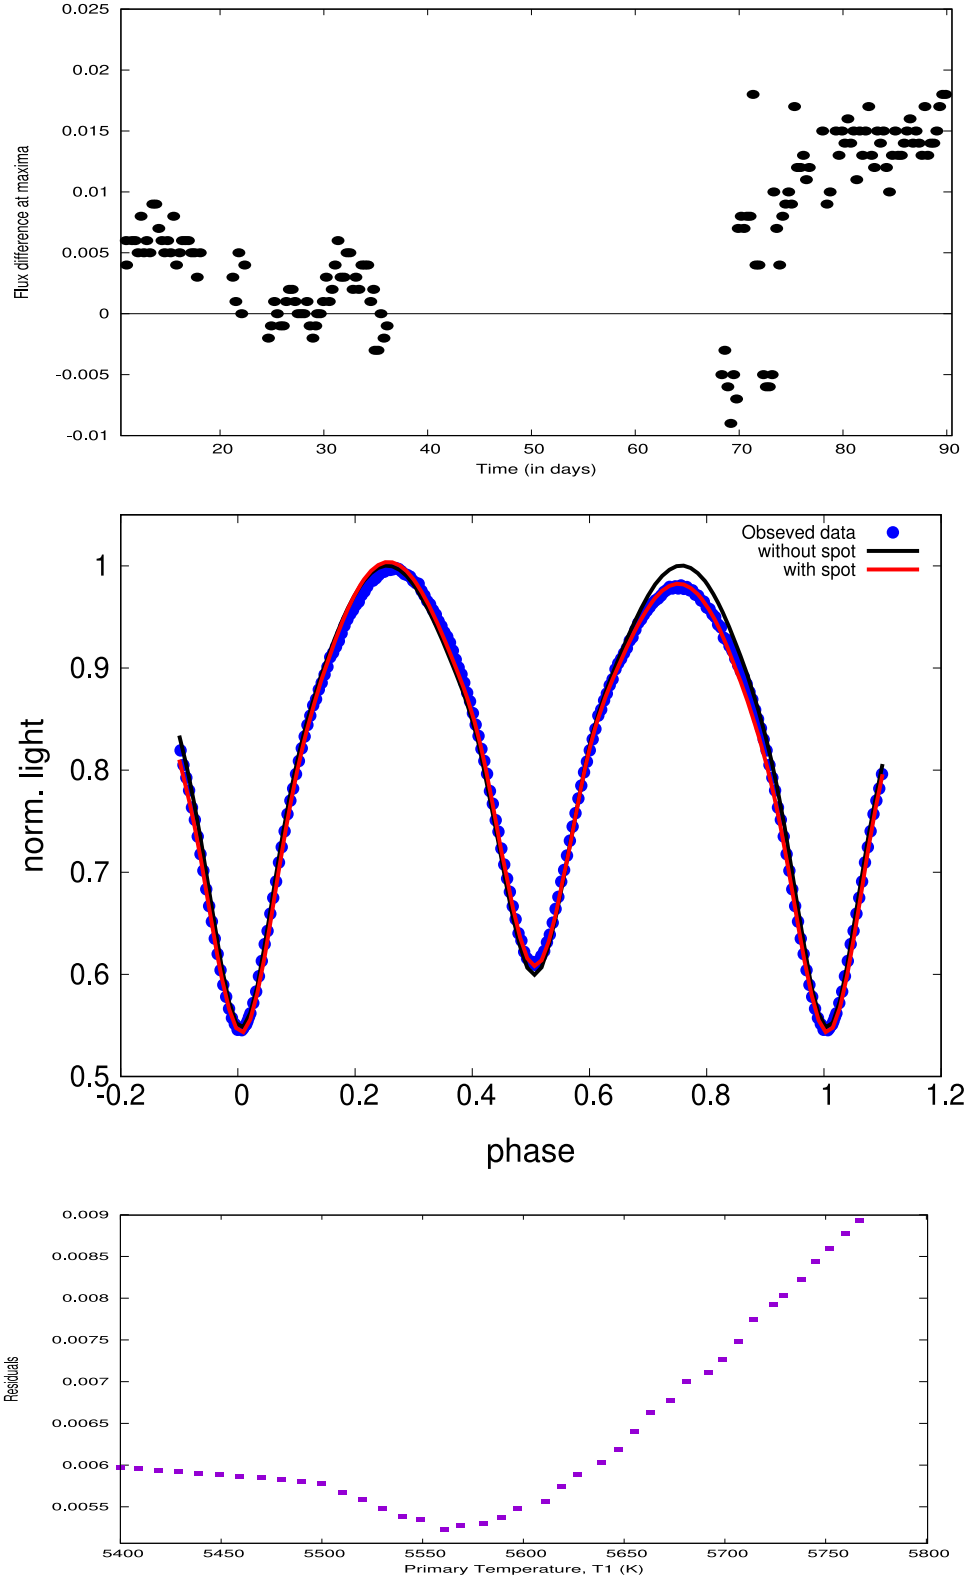 0.025
0.02
0.015
0.01
0.005
0
-0.005
-0.01
Flux difference at maxima
20 30 40 50 60 70 80 90
Time (in days)
Obseved data
without spot
with spot
1
0.9
0.8
0.7
0.6
0.5
norm. light
-0.2 0 0.2 0.4 0.6 0.8 1 1.2
phase
0.009
0.0085
0.008
0.0075
0.007
0.0065
0.006
0.0055
Residuals
5400 5450 5500 5550 5600 5650 5700 5750 5800
Primary Temperature, T1 (K)